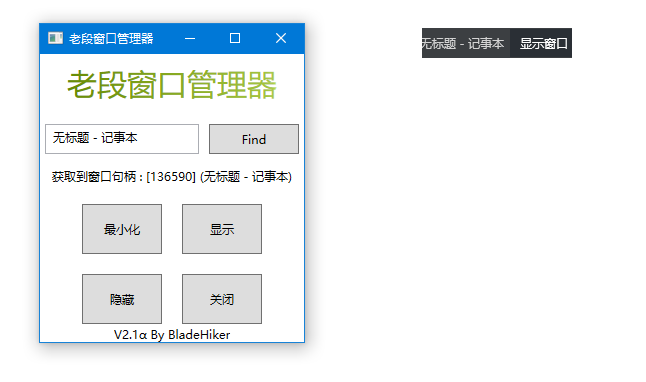 老段窗口管理器
老段窗口管理器
无标题 - 记事本
Find
获取到窗口句柄 : [136590] (无标题 - 记事本)
最小化
显示
隐藏
关闭
V2.1α By BladeHiker
无标题 - 记事本
显示窗口